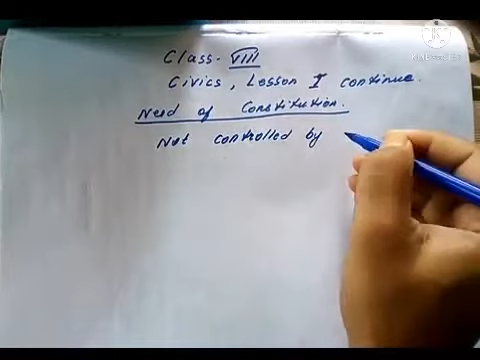 Class - VIII
Civics, Lesson I continue.
Need of Constitution.
Not controlled by